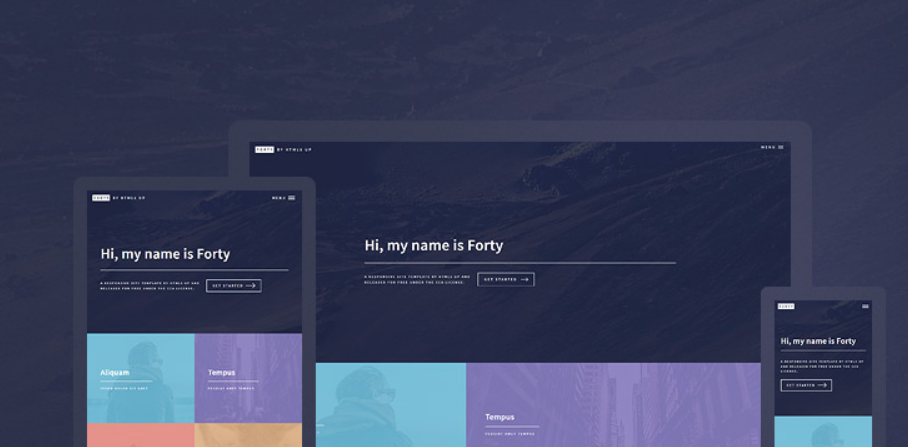 FORTY BY HTML5 UP
MENU
Hi, my name is Forty
A RESPONSIVE SITE TEMPLATE BY HTML5 UP AND
RELEASED FOR FREE UNDER THE CCA LICENSE.
GET STARTED
Tempus
FEUGIAT AMET TEMPUS
FORTY BY HTML5 UP
MENU
Hi, my name is Forty
A RESPONSIVE SITE TEMPLATE BY HTML5 UP AND
RELEASED FOR FREE UNDER THE CCA LICENSE.
GET STARTED
Aliquam
IPSUM DOLOR SIT AMET
Tempus
FEUGIAT AMET TEMPUS
FORTY
Hi, my name is Forty
A RESPONSIVE SITE TEMPLATE BY HTML5 UP
AND RELEASED FOR FREE UNDER THE CCA
LICENSE.
GET STARTED